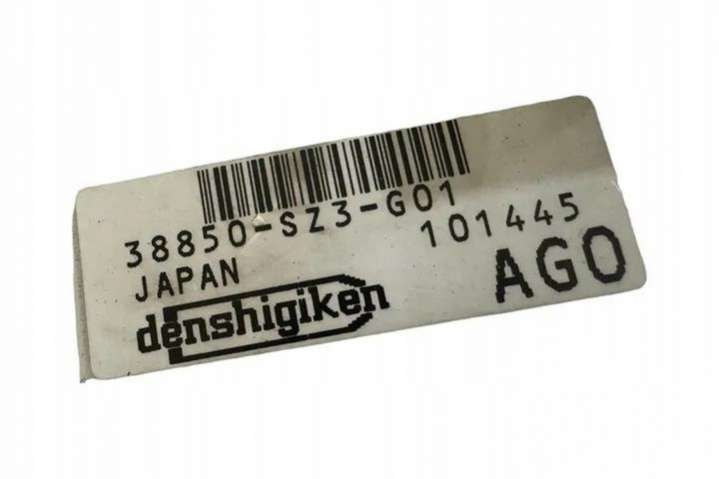 38850-SZ3-G01
101445
JAPAN
AGO
denshigiken